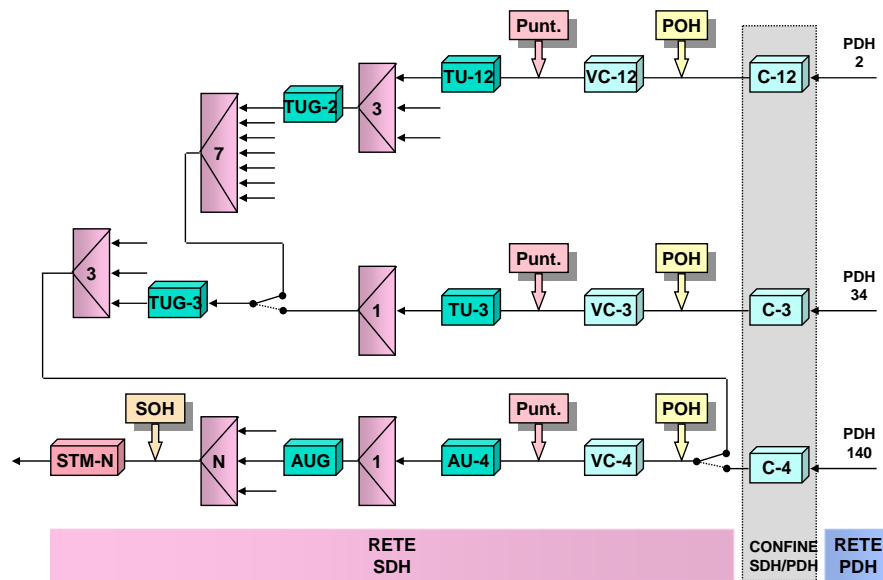 Punt.
POH
PDH
2
TU-12
VC-12
C-12
TUG-2
3
7
Punt.
POH
PDH
34
3
TUG-3
1
TU-3
VC-3
C-3
SOH
Punt.
POH
PDH
140
STM-N
N
AUG
1
AU-4
VC-4
C-4
RETE
SDH
CONFINE
SDH/PDH
RETE
PDH